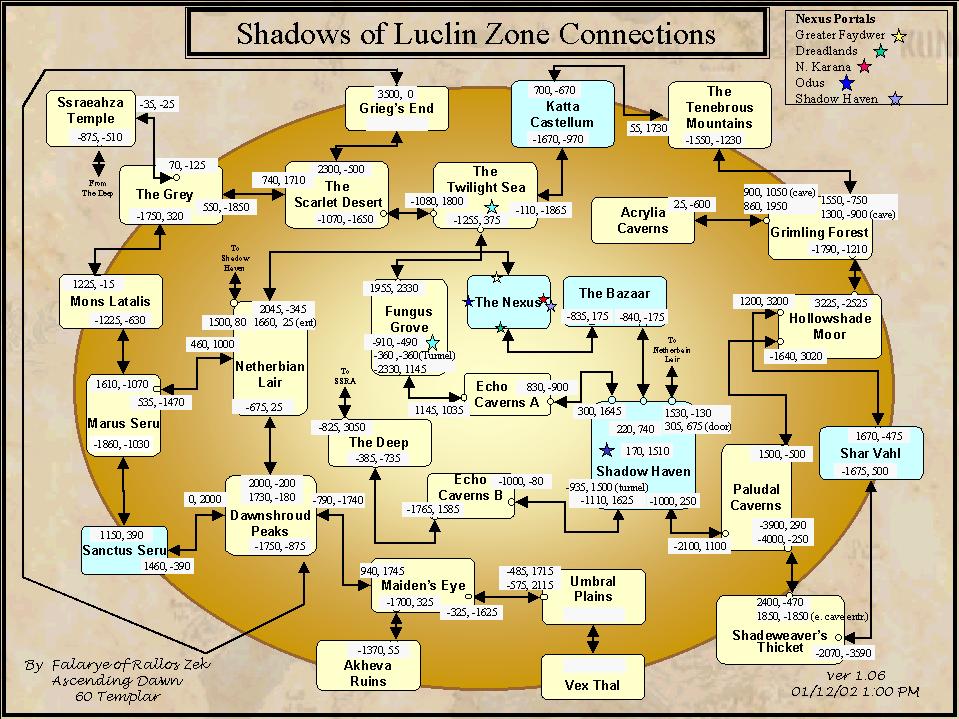 Shadows of Luclin Zone Connections
Nexus Portals
Greater Faydwer
Dreadlands
N. Karana
Odus
Shadow Haven
Ssraeahza
Temple
-875, -510
-35, -25
From
The Deep
3500, 0
Grieg's End
700, -670
Katta
Castellum
-1670, -970
The
Tenebrous
Mountains
-1550, -1230
55, 1730
70, -125
The Grey
-1750, 320
550, -1850
740, 1710
2300, -500
The
Scarlet Desert
-1070, -1650
The
Twilight Sea
-1080, 1800
-1255, 375
-110, -1865
Acrylia
Caverns
25, -600
900, 1050 (cave)
860, 1950
1550, -750
1300, -900 (cave)
Grimling Forest
-1790, -1210
To
Shadow
Haven
1225, -15
Mons Latalis
-1225, -630
2045, -345
1500, 80
1660, 25 (ent)
460, 1000
Netherbian
Lair
-675, 25
1955, 2330
Fungus
Grove
-910, -490
-360 ,-360(Tunnel)
-2330, 1145
The Nexus
The Bazaar
-835, 175
-840, -175
1200, 3200
3225, -2525
Hollowshade
Moor
-1640, 3020
To
Netherbain
Lair
1610, -1070
535, -1470
Marus Seru
-1860, -1030
To
SSRA
-825, 3050
The Deep
-385, -735
Echo
Caverns A
830, -900
1145, 1035
300, 1645
1530, -130
305, 675 (door)
220, 740
170, 1510
Shadow Haven
-935, 1500 (tunnel)
-1110, 1625
-1000, 250
1500, -500
Paludal
Caverns
-3900, 290
-4000, -250
-2100, 1100
1670, -475
Shar Vahl
-1675, 500
Echo
Caverns B
-1000, -80
-1765, 1585
2000, -200
1730, -180
0, 2000
-790, -1740
Dawnshroud
Peaks
-1750, -875
1150, 390
Sanctus Seru
1460, -390
940, 1745
Maiden's Eye
-1700, 325
-325, -1625
-485, 1715
-575, 2115
Umbral
Plains
2400, -470
1850, -1850 (e. cave entr.)
Shadeweaver's
Thicket
-2070, -3590
-1370, 55
Akheva
Ruins
Vex Thal
By Falarye of Rallos Zek
Ascending Dawn
60 Templar
ver 1.06
01/12/02 1:00 PM